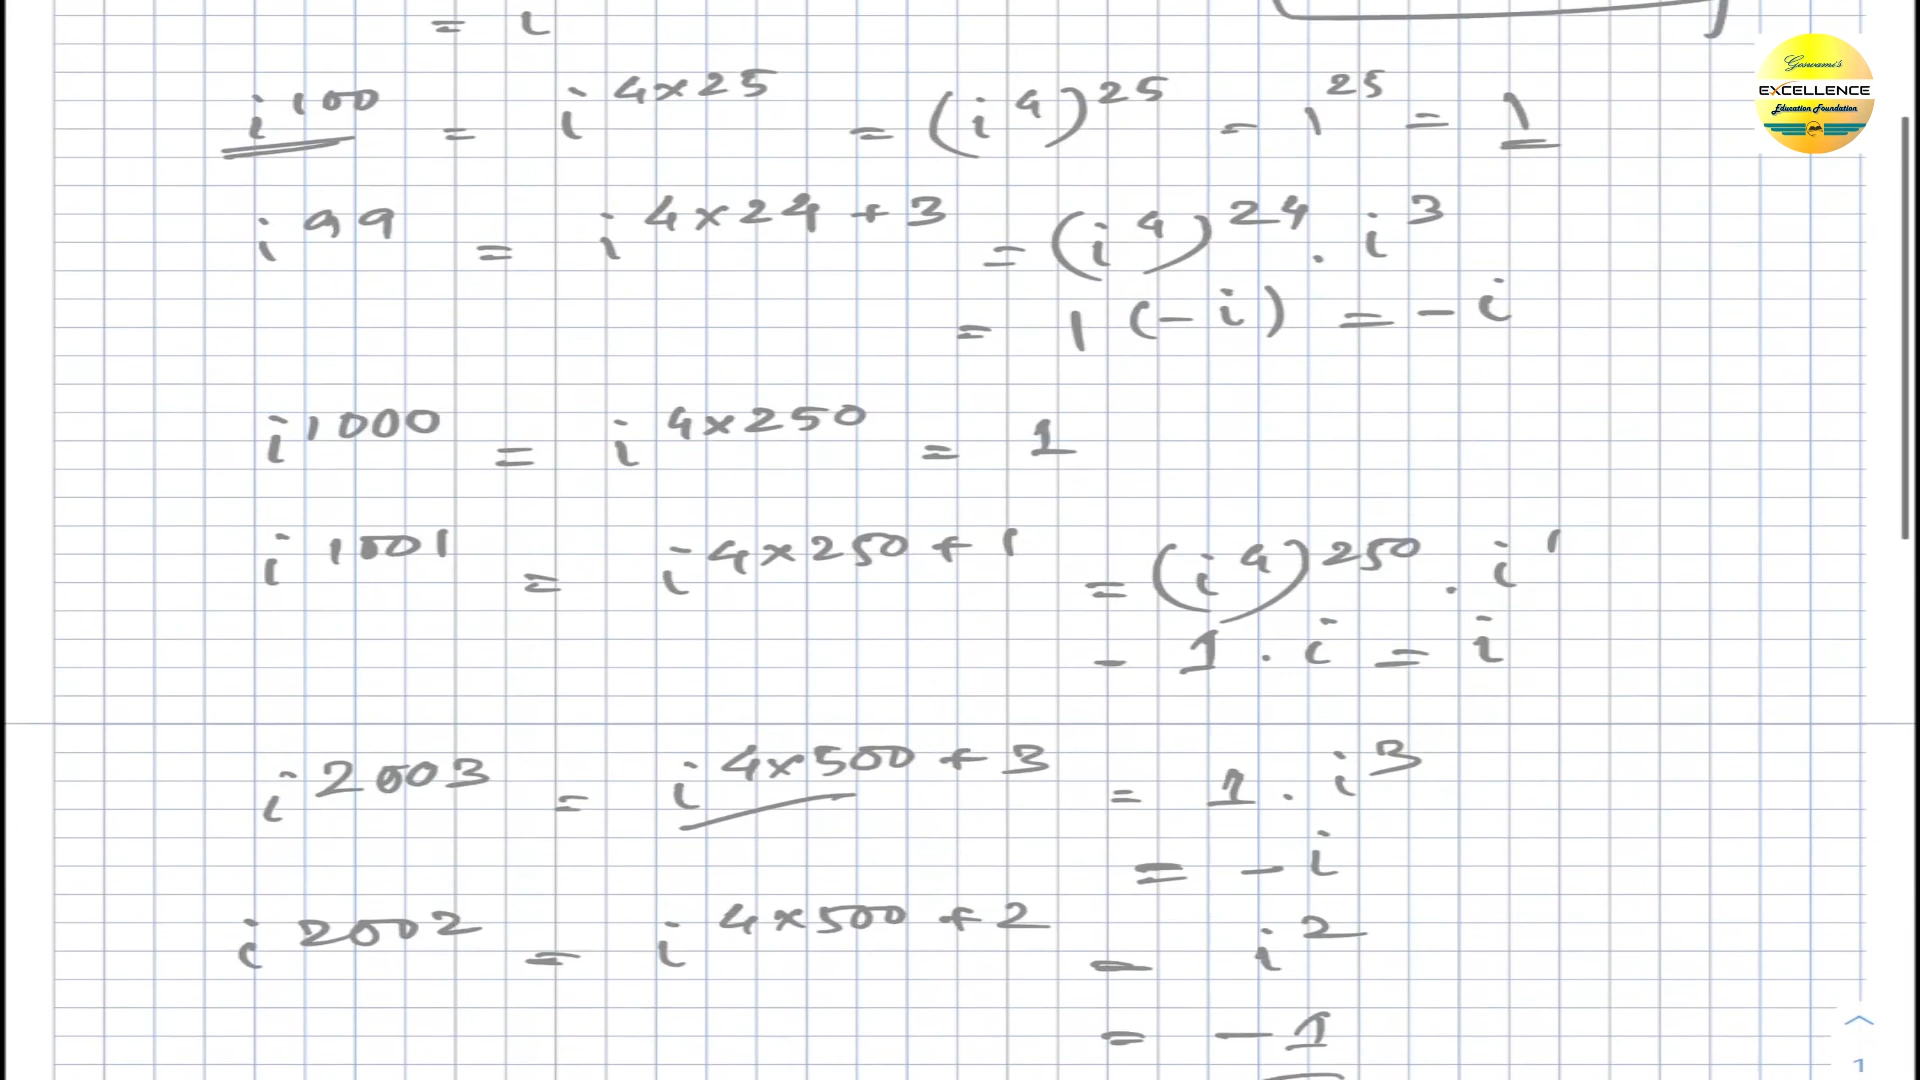 = i
i^100 = i^4×25 = (i^4)^25 - 1^25 = 1
i^99 = i^4×24+3 = (i^4)^24 . i^3
= 1(-i) = -i
i^1000 = i^4×250 = 1
i^1001 = i^4×250+1 = (i^4)^250 . i^1
- 1 . i = i
i^2003 = i^4×500+3 = 1 . i^3
= -i
i^2002 = i^4×500+2 - i^2
= -1
Goswami's
EXCELLENCE
Education Foundation
1